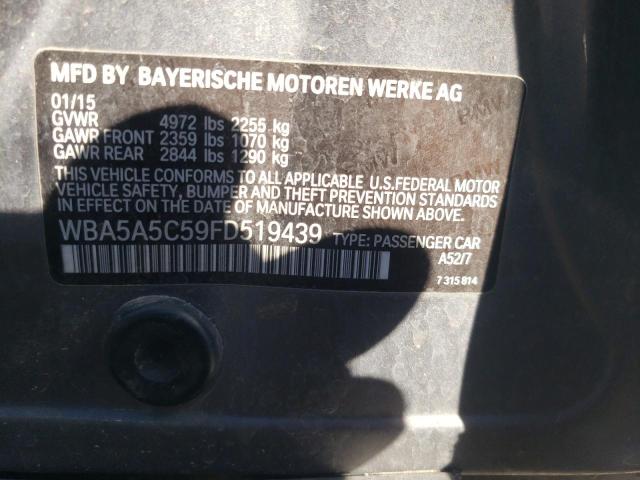 MFD BY BAYERISCHE MOTOREN WERKE AG
01/15
GVWR 4972 lbs 2255 kg
GAWR FRONT 2359 lbs 1070 kg
GAWR REAR 2844 lbs 1290 kg
THIS VEHICLE CONFORMS TO ALL APPLICABLE U.S.FEDERAL MOTOR
VEHICLE SAFETY, BUMPER AND THEFT PREVENTION STANDARDS
IN EFFECT ON THE DATE OF MANUFACTURE SHOWN ABOVE.
WBA5A5C59FD519439 TYPE: PASSENGER CAR
A52/7
7 315 814